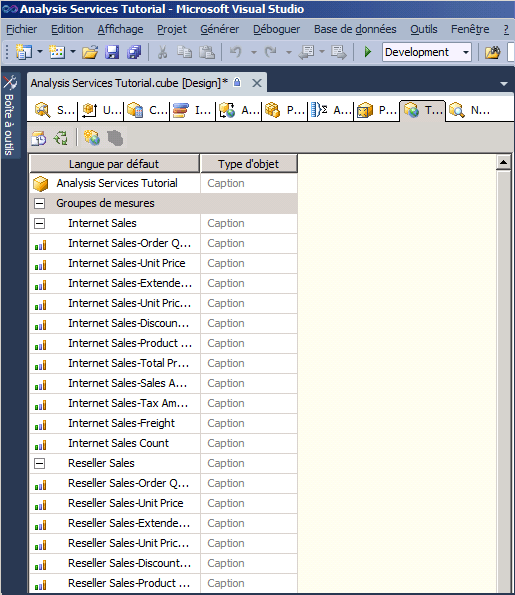 Analysis Services Tutorial - Microsoft Visual Studio
Fichier Edition Affichage Projet Générer Déboguer Base de données Outils Fenêtre ?
Development
Analysis Services Tutorial.cube [Design]*
Boîte à outils
S... U... C... I... A... P... A... P... T... N...
Langue par défaut Type d'objet
Analysis Services Tutorial Caption
Groupes de mesures
Internet Sales Caption
Internet Sales-Order Q... Caption
Internet Sales-Unit Price Caption
Internet Sales-Extende... Caption
Internet Sales-Unit Pric... Caption
Internet Sales-Discoun... Caption
Internet Sales-Product ... Caption
Internet Sales-Total Pr... Caption
Internet Sales-Sales A... Caption
Internet Sales-Tax Am... Caption
Internet Sales-Freight Caption
Internet Sales Count Caption
Reseller Sales Caption
Reseller Sales-Order Q... Caption
Reseller Sales-Unit Price Caption
Reseller Sales-Extende... Caption
Reseller Sales-Unit Pric... Caption
Reseller Sales-Discount... Caption
Reseller Sales-Product ... Caption